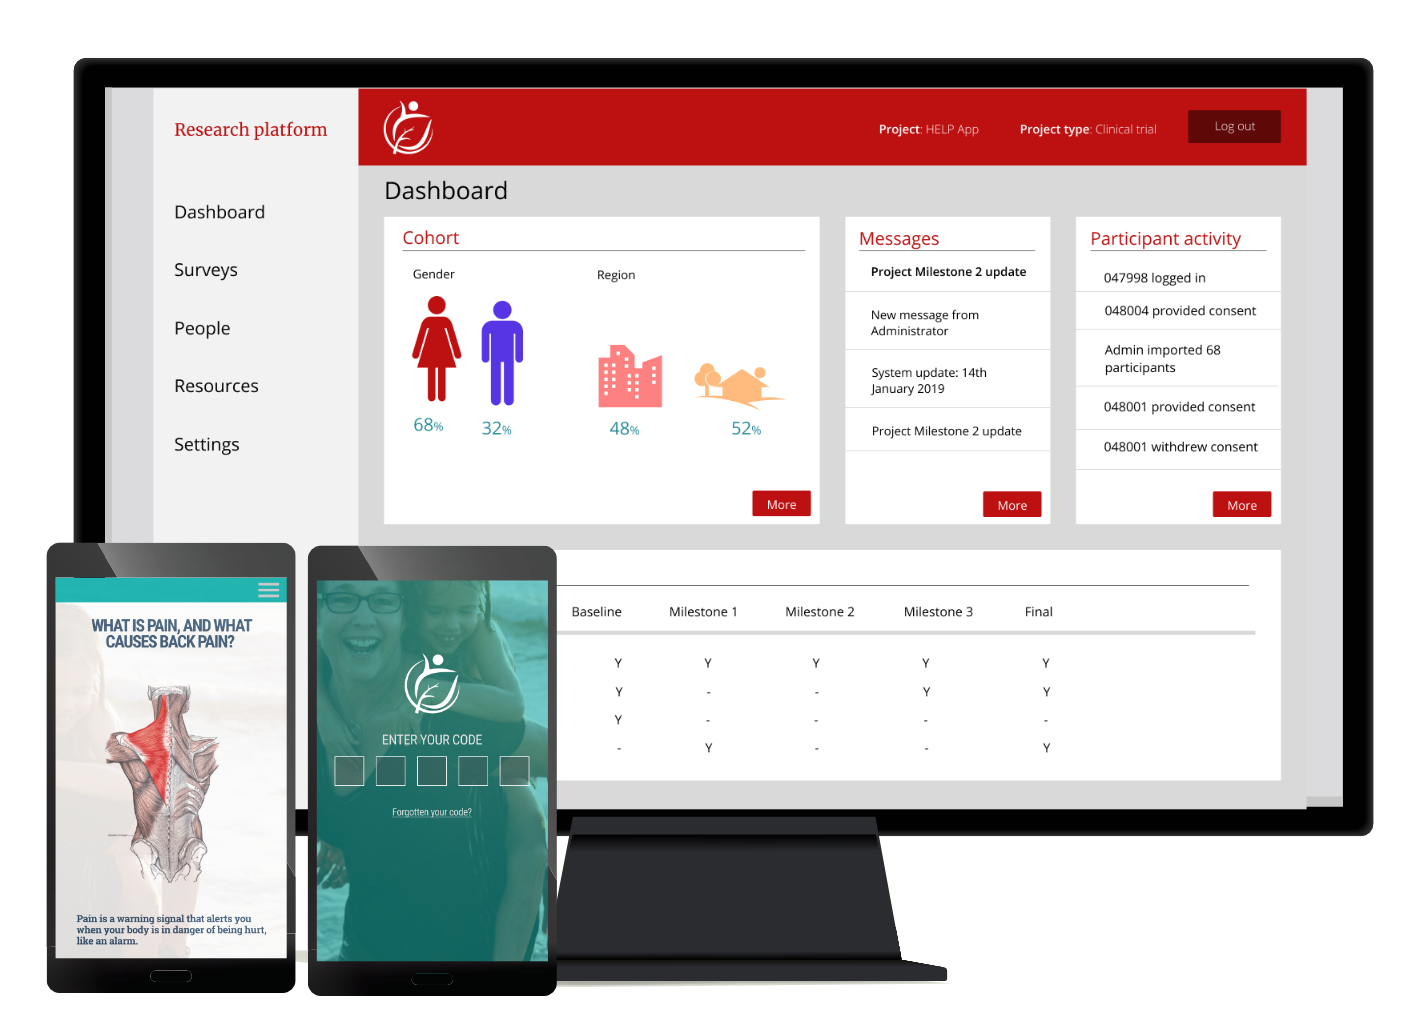 Research platform
Dashboard
Surveys
People
Resources
Settings
Project: HELP App
Project type: Clinical trial
Log out
Dashboard
Cohort
Gender
Region
68%
32%
48%
52%
More
Messages
Project Milestone 2 update
New message from
Administrator
System update: 14th
January 2019
Project Milestone 2 update
More
Participant activity
047998 logged in
048004 provided consent
Admin imported 68
participants
048001 provided consent
048001 withdrew consent
More
Baseline Milestone 1 Milestone 2 Milestone 3 Final
Y Y Y Y Y
Y - - Y Y
Y - - - -
- Y - - Y
WHAT IS PAIN, AND WHAT
CAUSES BACK PAIN?
Pain is a warning signal that alerts you
when your body is in danger of being hurt,
like an alarm.
ENTER YOUR CODE
Forgotten your code?